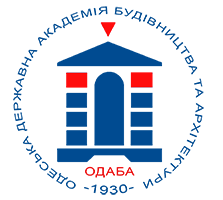 ОДЕСЬКА ДЕРЖАВНА АКАДЕМІЯ БУДІВНИЦТВА ТА АРХІТЕКТУРИ
ОДАБА
-1930-